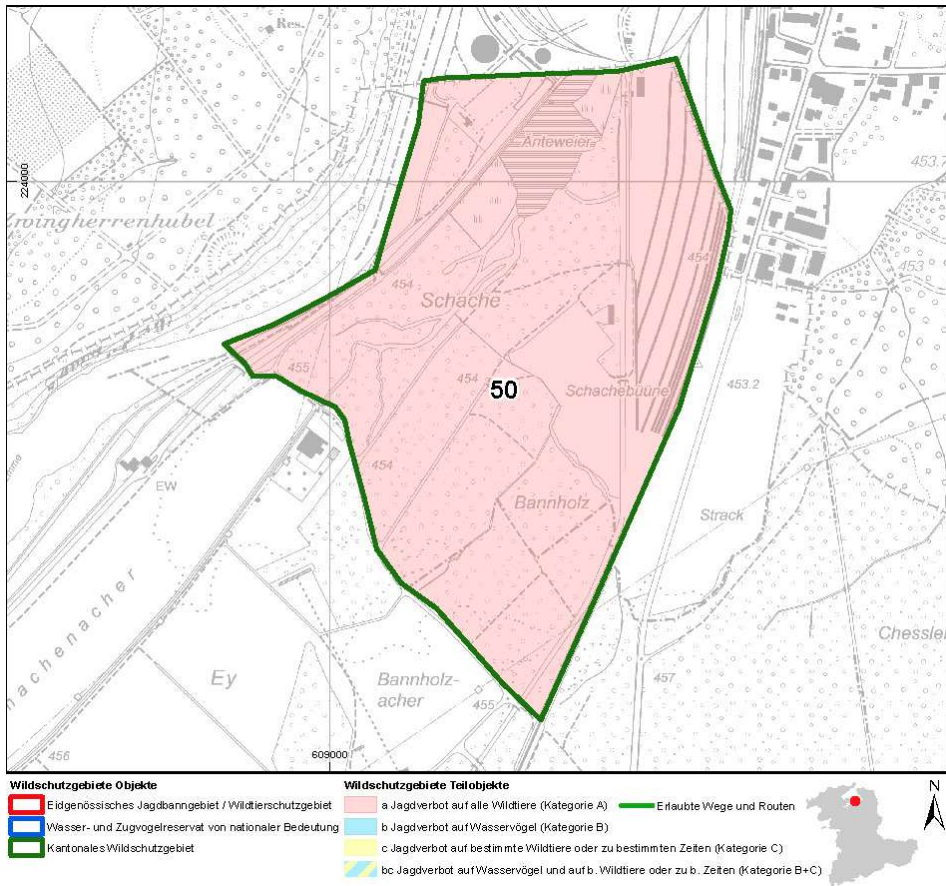 Res.
Anteweier
453.2
224000
Zwingherrenhubel
453
454
454
Schache
455
454
50
Schachebüüne
453.2
454
EW
Bannholz
Strack
Chessler
Ey
Bannholz-
acher
457
455
456
609000
Wildschutzgebiete Objekte
Eidgenössisches Jagdbanngebiet / Wildtierschutzgebiet
Wasser- und Zugvogelreservat von nationaler Bedeutung
Kantonales Wildschutzgebiet
Wildschutzgebiete Teilobjekte
a Jagdverbot auf alle Wildtiere (Kategorie A)
b Jagdverbot auf Wasservögel (Kategorie B)
c Jagdverbot auf bestimmte Wildtiere oder zu bestimmten Zeiten (Kategorie C)
bc Jagdverbot auf Wasservögel und auf b. Wildtiere oder zu b. Zeiten (Kategorie B+C)
Erlaubte Wege und Routen
N